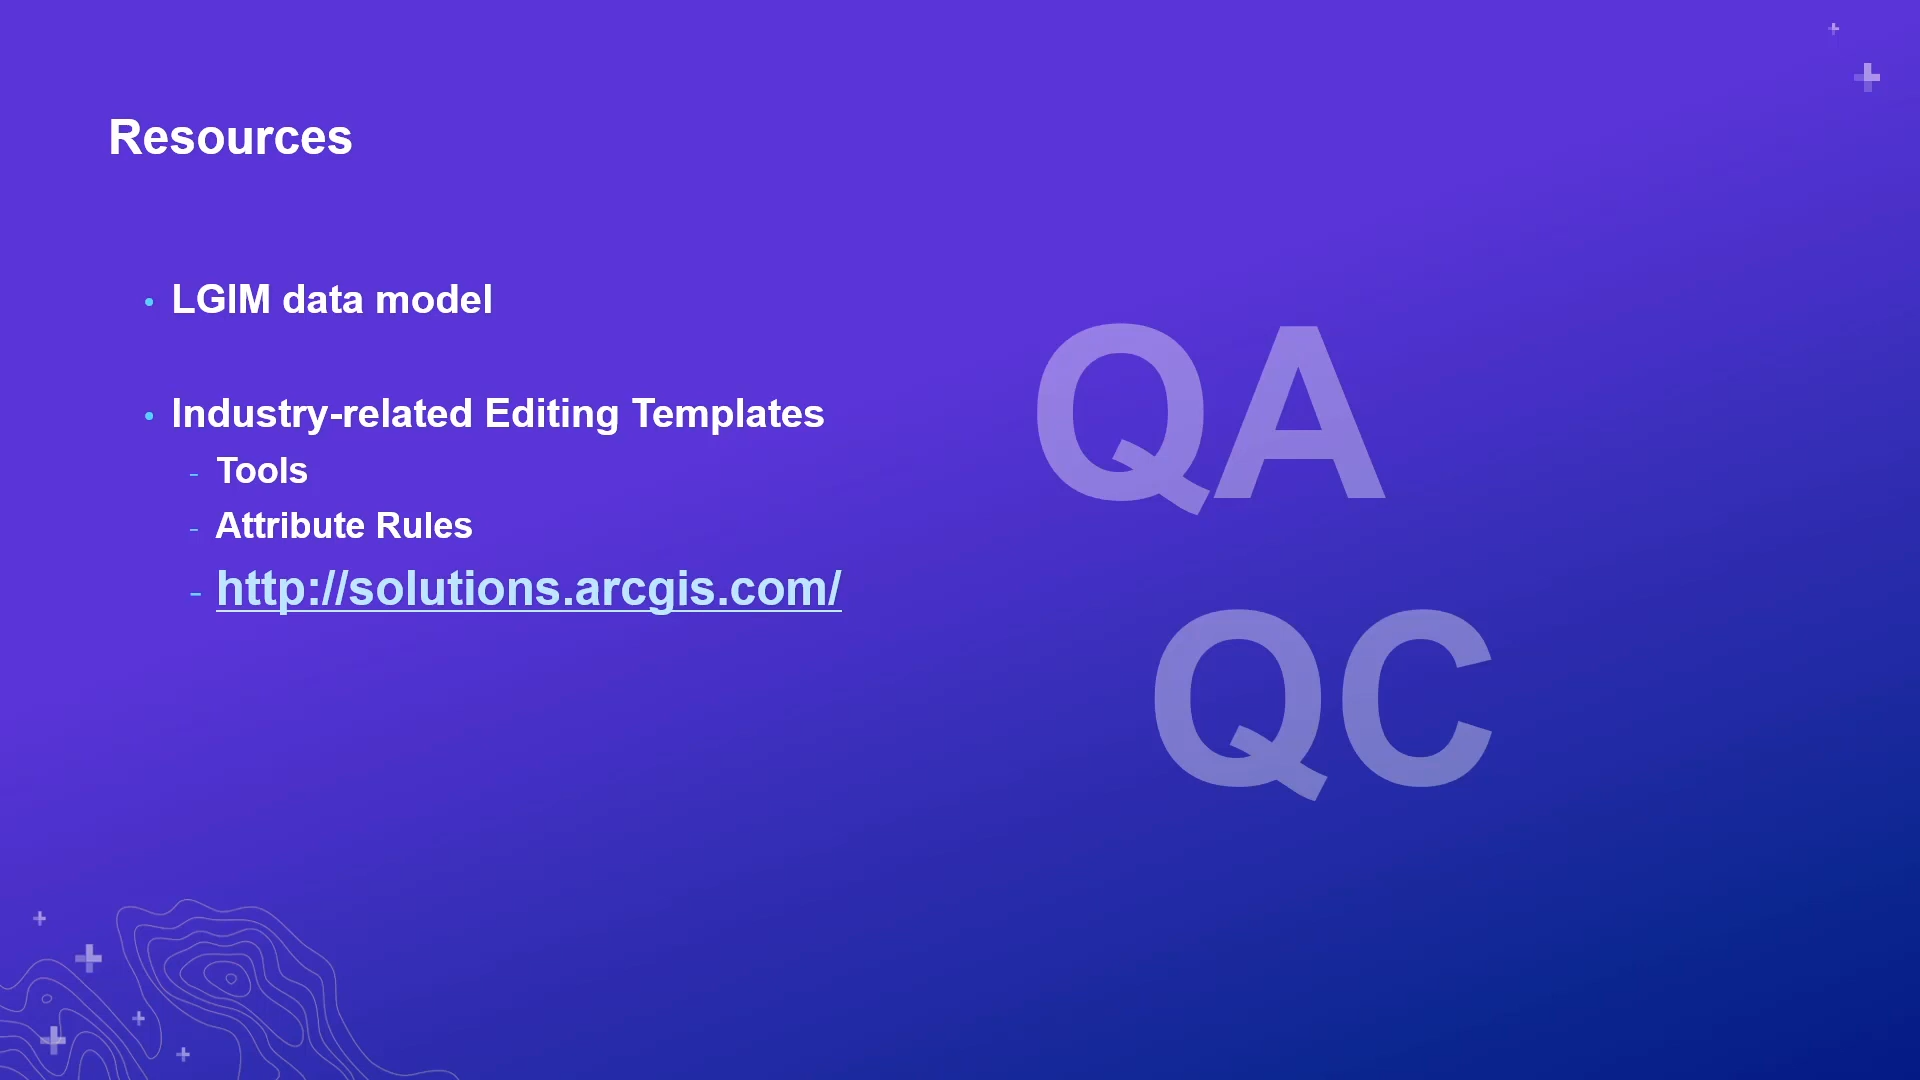 Resources
• LGIM data model
• Industry-related Editing Templates
- Tools
- Attribute Rules
- http://solutions.arcgis.com/
QA
QC